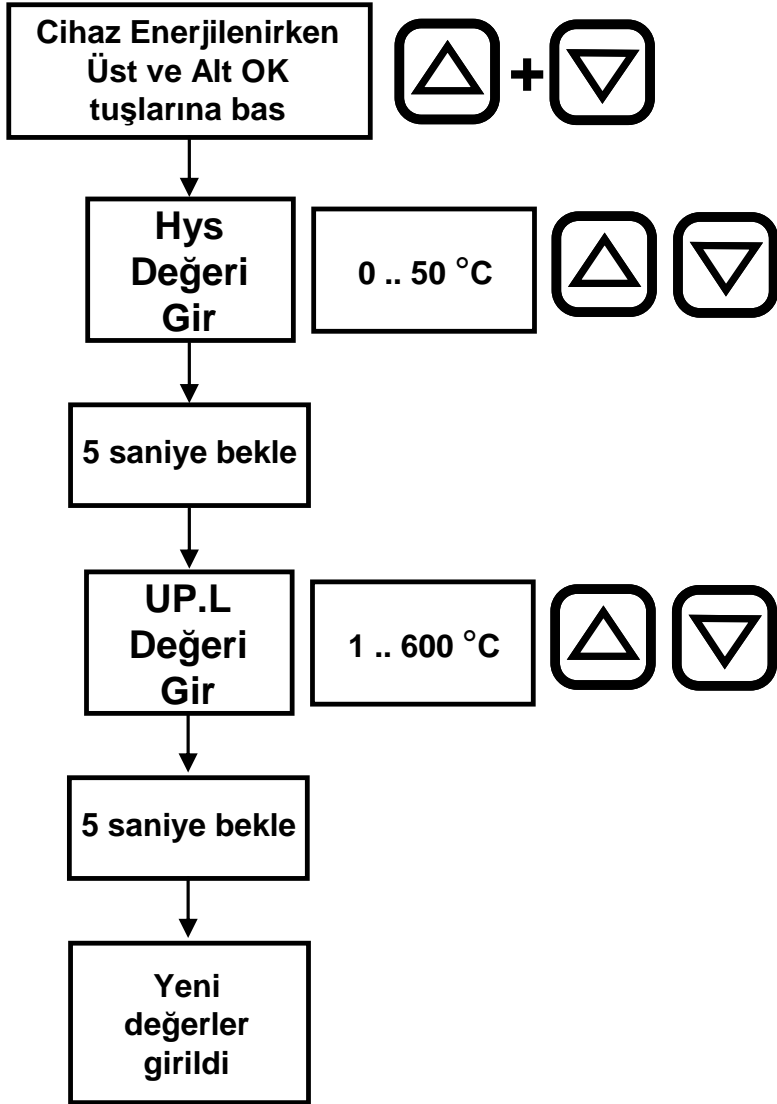 Cihaz Enerjilenirken
Üst ve Alt OK
tuşlarına bas
+
Hys
Değeri
Gir
0 .. 50 °C
5 saniye bekle
UP.L
Değeri
Gir
1 .. 600 °C
5 saniye bekle
Yeni
değerler
girildi